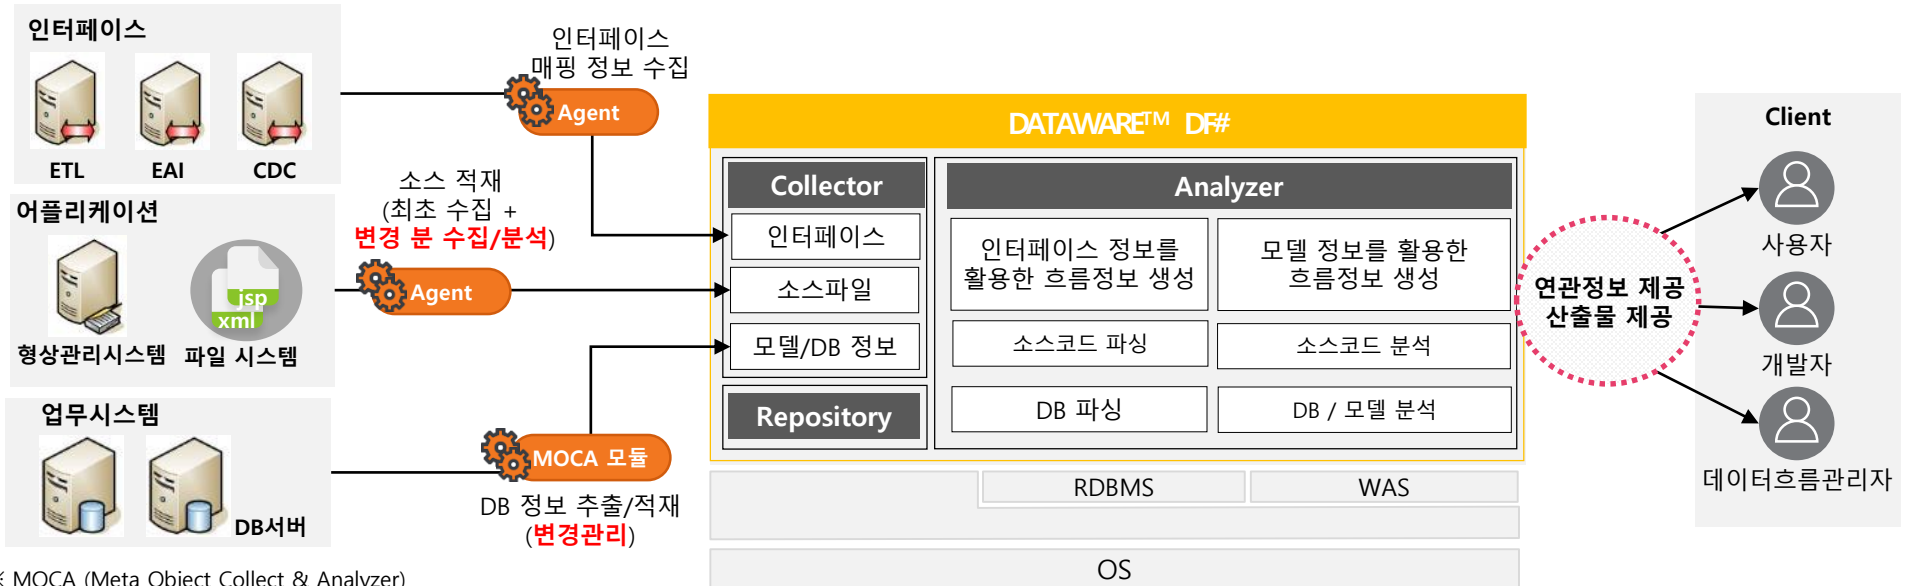 인터페이스
ETL
EAI
CDC
어플리케이션
jsp
xml
형상관리시스템
파일 시스템
업무시스템
DB서버
※ MOCA (Meta Object Collect & Analyzer)
인터페이스
매핑 정보 수집
Agent
소스 적재
(최초 수집 +
변경 분 수집/분석)
Agent
MOCA 모듈
DB 정보 추출/적재
(변경관리)
DATAWARE™ DF#
Collector
인터페이스
소스파일
모델/DB 정보
Repository
Analyzer
인터페이스 정보를
활용한 흐름정보 생성
모델 정보를 활용한
흐름정보 생성
소스코드 파싱
소스코드 분석
DB 파싱
DB / 모델 분석
RDBMS
WAS
OS
연관정보 제공
산출물 제공
Client
사용자
개발자
데이터흐름관리자